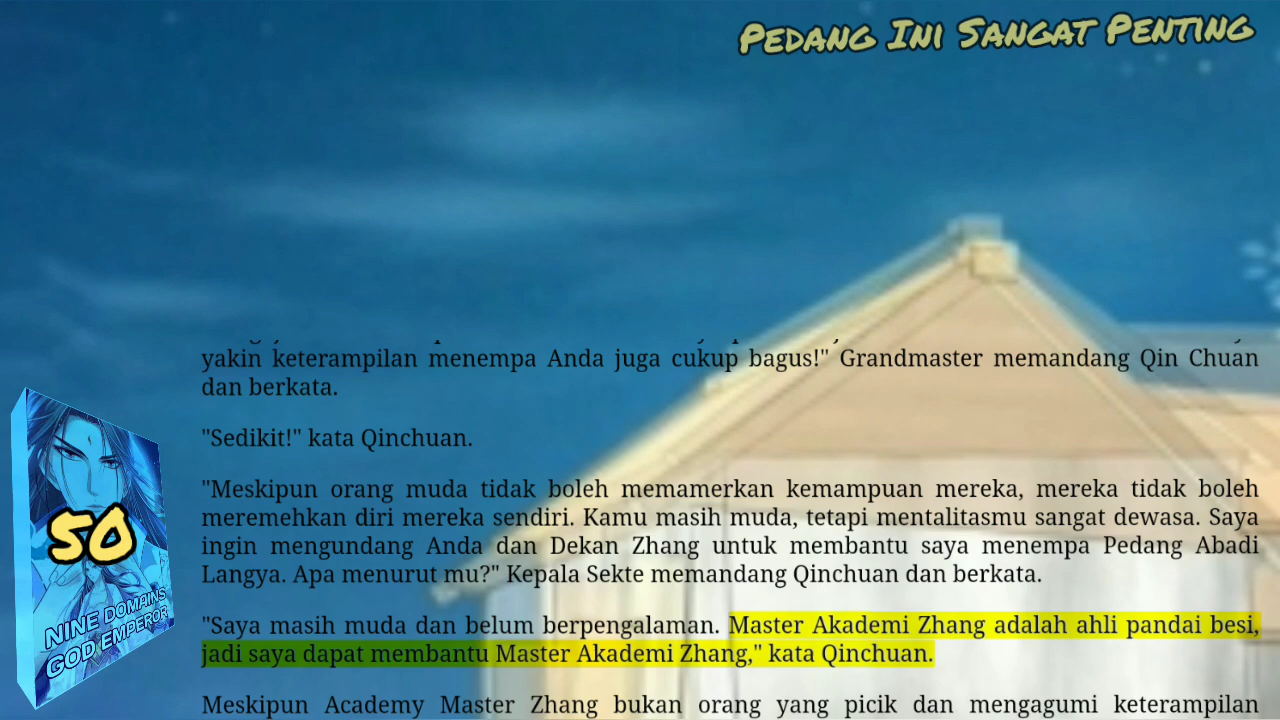 Pedang Ini Sangat Penting
yakin keterampilan menempa Anda juga cukup bagus!" Grandmaster memandang Qin Chuan
dan berkata.
"Sedikit!" kata Qinchuan.
"Meskipun orang muda tidak boleh memamerkan kemampuan mereka, mereka tidak boleh
meremehkan diri mereka sendiri. Kamu masih muda, tetapi mentalitasmu sangat dewasa. Saya
ingin mengundang Anda dan Dekan Zhang untuk membantu saya menempa Pedang Abadi
Langya. Apa menurut mu?" Kepala Sekte memandang Qinchuan dan berkata.
"Saya masih muda dan belum berpengalaman. Master Akademi Zhang adalah ahli pandai besi,
jadi saya dapat membantu Master Akademi Zhang," kata Qinchuan.
Meskipun Academy Master Zhang bukan orang yang picik dan mengagumi keterampilan
50
NINE DOMAINS
GOD EMPEROR